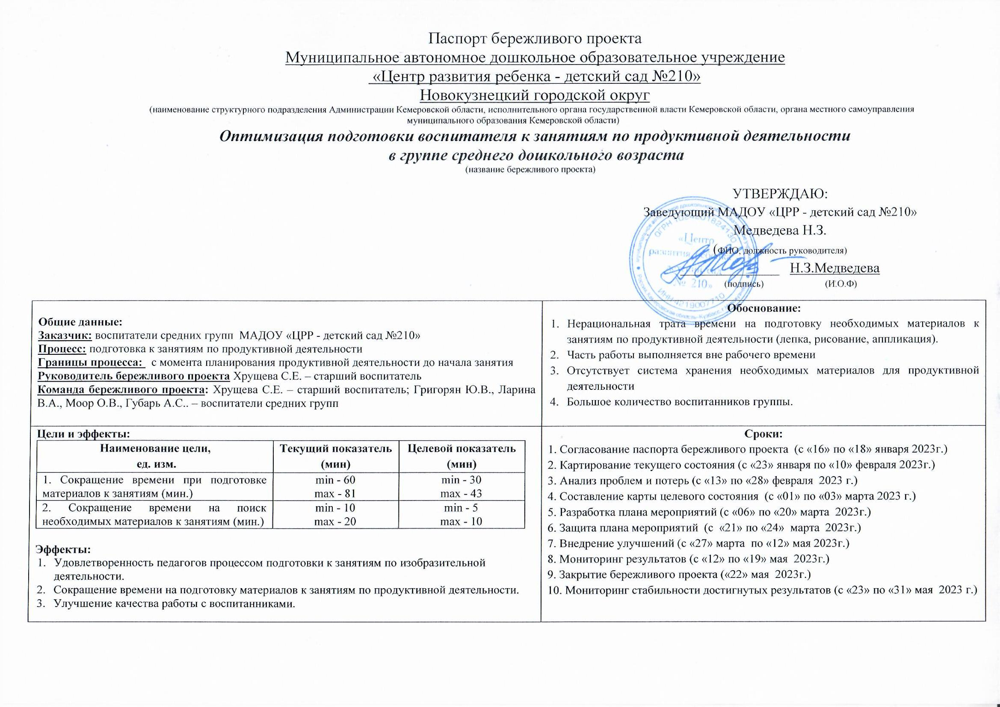 Паспорт бережливого проекта
Муниципальное автономное дошкольное образовательное учреждение
«Центр развития ребенка - детский сад №210»
Новокузнецкий городской округ
(наименование структурного подразделения Администрации Кемеровской области, исполнительного органа государственной власти Кемеровской области, органа местного самоуправления
муниципального образования Кемеровской области)
Оптимизация подготовки воспитателя к занятиям по продуктивной деятельности
в группе среднего дошкольного возраста
(название бережливого проекта)
УТВЕРЖДАЮ:
Заведующий МАДОУ «ЦРР - детский сад №210»
Медведева Н.З.
(ФИО, должность руководителя)
Н.З.Медведева
(подпись) (И.О.Ф)
ОГРН 1024201824130
«Центр
развития
сад
№ 210»
ИНН 4219007710
Общие данные:
Заказчик: воспитатели средних групп МАДОУ «ЦРР - детский сад №210»
Процесс: подготовка к занятиям по продуктивной деятельности
Границы процесса: с момента планирования продуктивной деятельности до начала занятия
Руководитель бережливого проекта Хрущева С.Е. – старший воспитатель
Команда бережливого проекта: Хрущева С.Е. – старший воспитатель; Григорян Ю.В., Ларина
В.А., Моор О.В., Губарь А.С.. – воспитатели средних групп
Обоснование:
1. Нерациональная трата времени на подготовку необходимых материалов к
занятиям по продуктивной деятельности (лепка, рисование, аппликация).
2. Часть работы выполняется вне рабочего времени
3. Отсутствует система хранения необходимых материалов для продуктивной
деятельности
4. Большое количество воспитанников группы.
Цели и эффекты:
Наименование цели,
ед. изм.
Текущий показатель
(мин)
Целевой показатель
(мин)
1. Сокращение времени при подготовке
материалов к занятиям (мин.)
min - 60
max - 81
min - 30
max - 43
2. Сокращение времени на поиск
необходимых материалов к занятиям (мин.)
min - 10
max - 20
min - 5
max - 10
Эффекты:
1. Удовлетворенность педагогов процессом подготовки к занятиям по изобразительной
деятельности.
2. Сокращение времени на подготовку материалов к занятиям по продуктивной деятельности.
3. Улучшение качества работы с воспитанниками.
Сроки:
1. Согласование паспорта бережливого проекта (с «16» по «18» января 2023г.)
2. Картирование текущего состояния (с «23» января по «10» февраля 2023г.)
3. Анализ проблем и потерь (с «13» по «28» февраля 2023 г.)
4. Составление карты целевого состояния (с «01» по «03» марта 2023 г.)
5. Разработка плана мероприятий (с «06» по «20» марта 2023г.)
6. Защита плана мероприятий (с «21» по «24» марта 2023г.)
7. Внедрение улучшений (с «27» марта по «12» мая 2023г.)
8. Мониторинг результатов (с «12» по «19» мая 2023г.)
9. Закрытие бережливого проекта («22» мая 2023г.)
10. Мониторинг стабильности достигнутых результатов (с «23» по «31» мая 2023 г.)